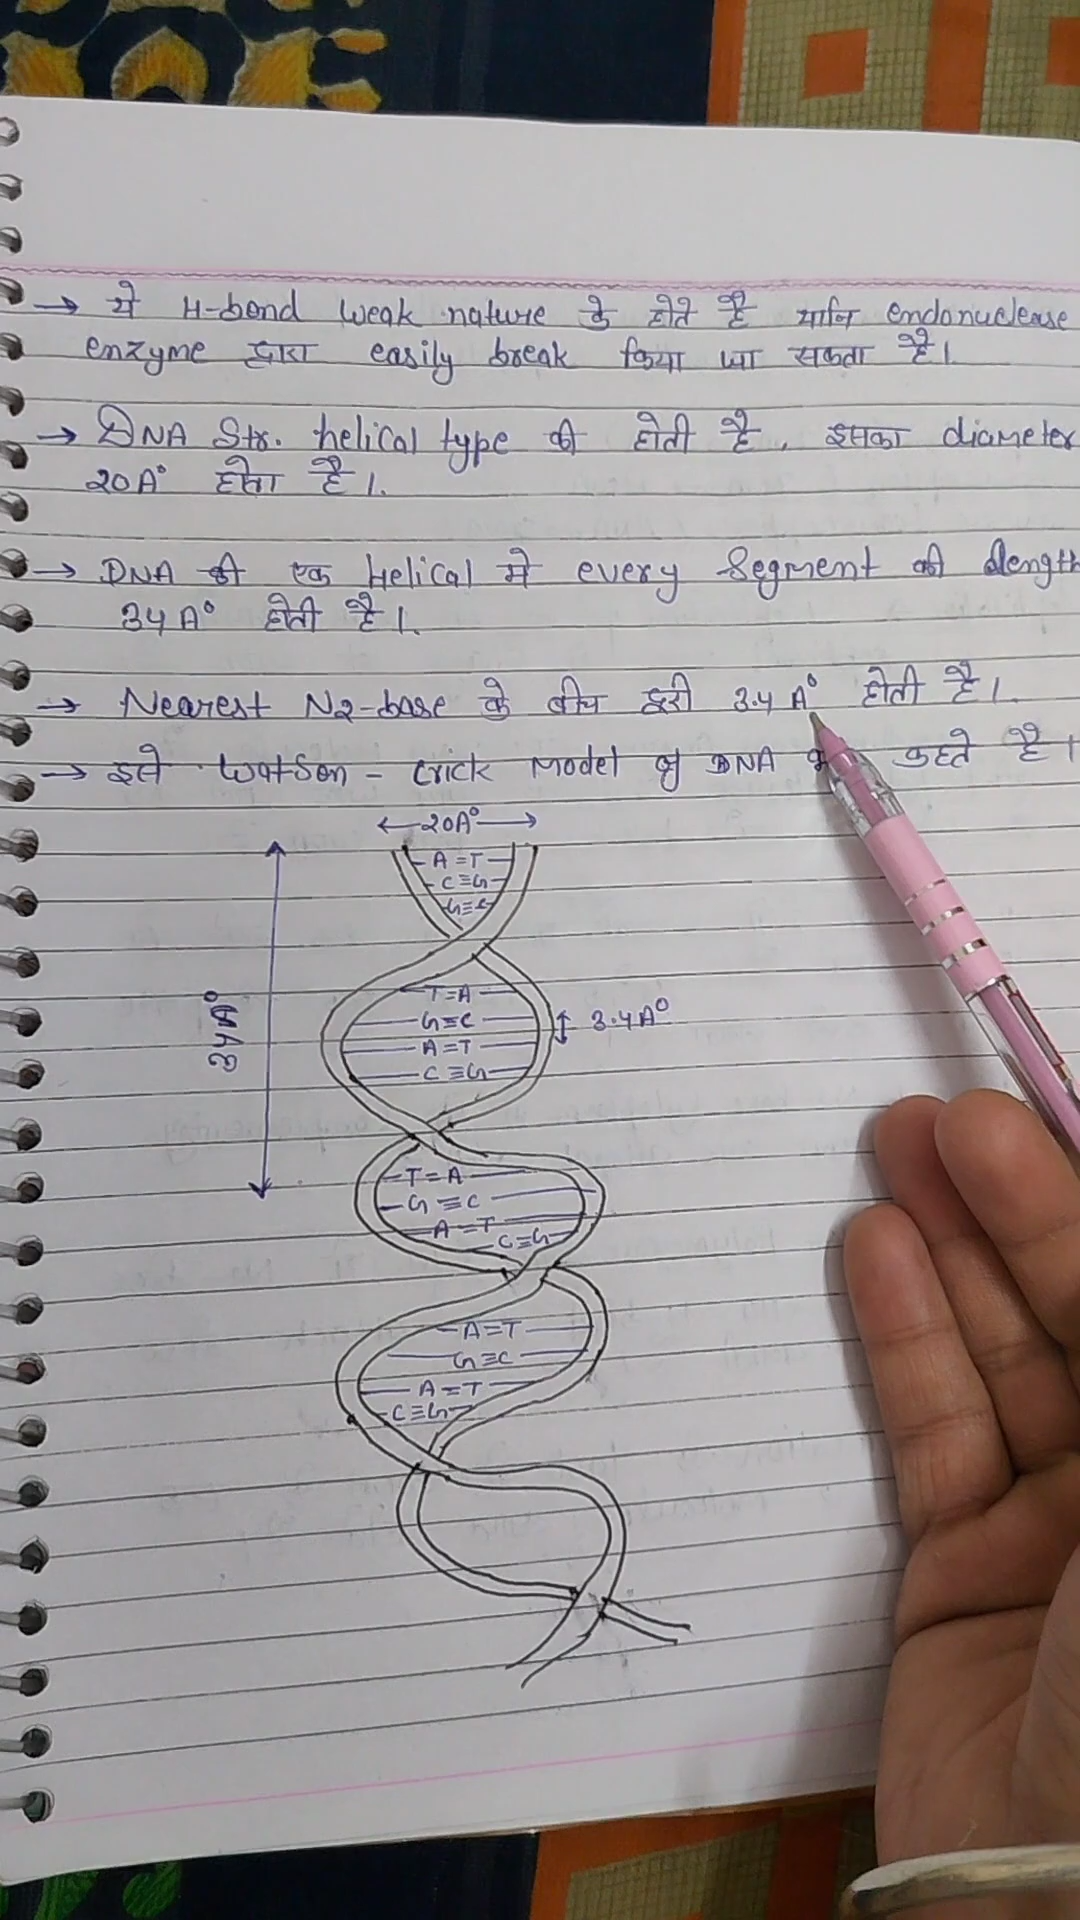 → ये H-bond weak nature के होते है यानि endonuclease
enzyme द्वारा easily break किया जा सकता है।
→ DNA Str. helical type की होती है, इसका diameter
20A° होता है।.
→ DNA की एक Helical मे every Segment की length
34A° होती है।.
→ Nearest N2-base के बीच दूरी 3.4 A° होती है।.
→ इसे Watson - Crick Model of DNA कहते है।
←20A°→
A=T
C≡G
G≡C
34A°
T=A
G≡C
3.4A°
A=T
C≡G
T=A
G≡C
A=T
C≡G
A=T
G≡C
A=T
C≡G